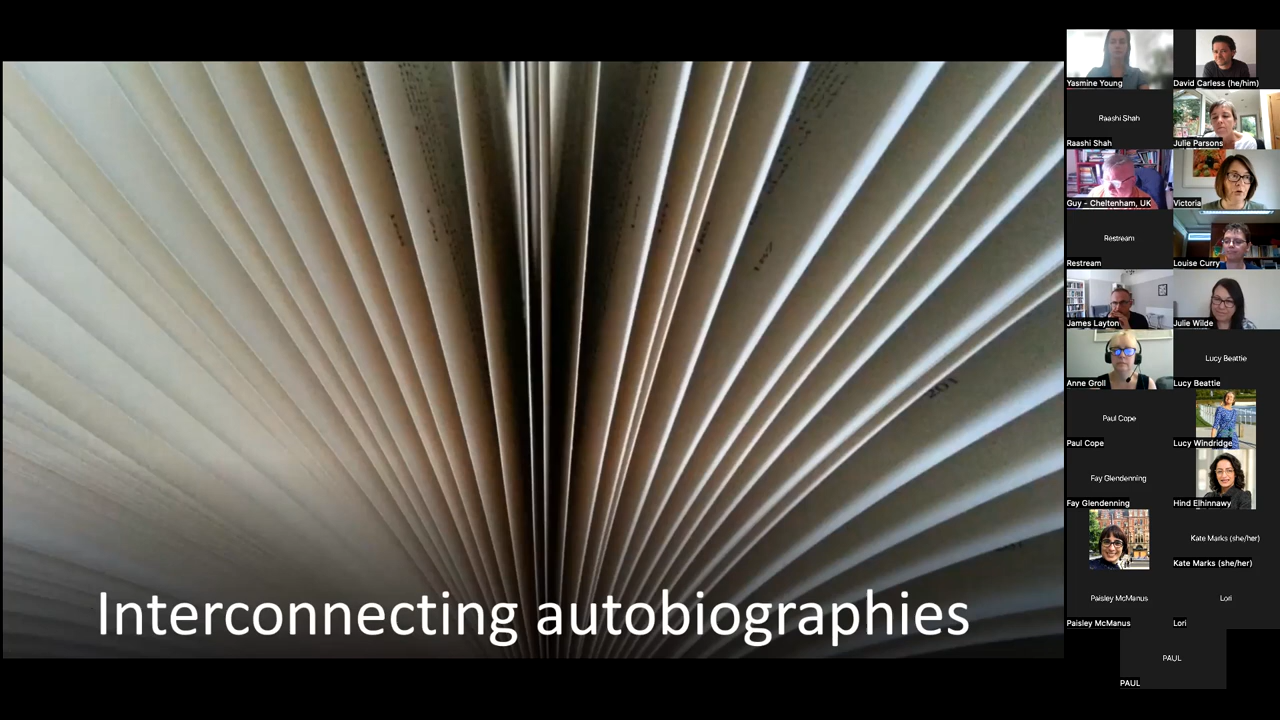 Interconnecting autobiographies
Yasmine Young
David Carless (he/him)
Raashi Shah
Raashi Shah
Julie Parsons
Guy - Cheltenham, UK
Victoria
Restream
Restream
Louise Curry
James Layton
Julie Wilde
Anne Groll
Lucy Beattie
Lucy Beattie
Paul Cope
Paul Cope
Lucy Windridge
Fay Glendenning
Fay Glendenning
Hind Elhinnawy
Kate Marks (she/her)
Kate Marks (she/her)
Paisley McManus
Paisley McManus
Lori
Lori
PAUL
PAUL